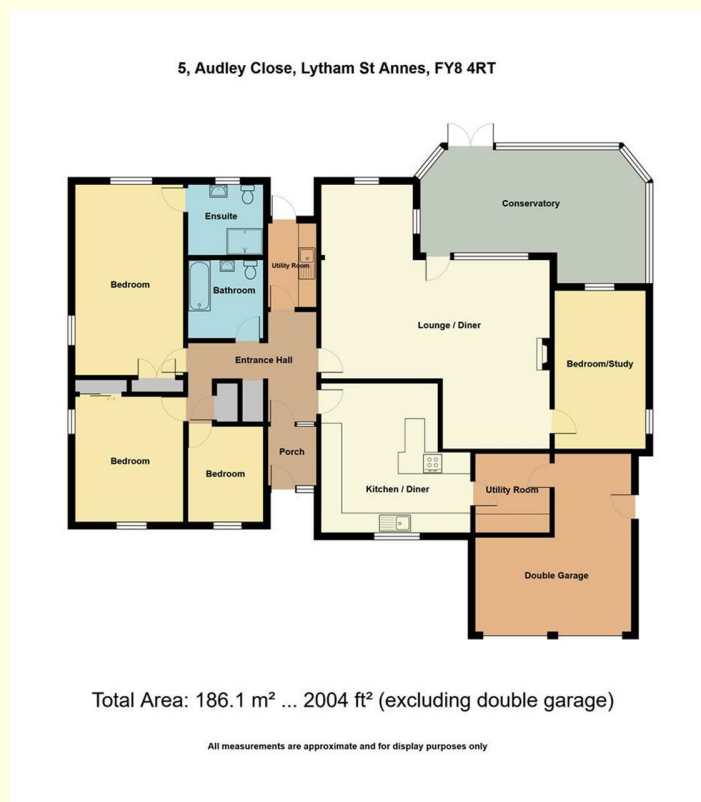 5, Audley Close, Lytham St Annes, FY8 4RT
Conservatory
Ensuite
Utility Room
Bedroom
Bathroom
Lounge / Diner
Entrance Hall
Bedroom/Study
Porch
Bedroom
Bedroom
Kitchen / Diner
Utility Room
Double Garage
Total Area: 186.1 m² ... 2004 ft² (excluding double garage)
All measurements are approximate and for display purposes only